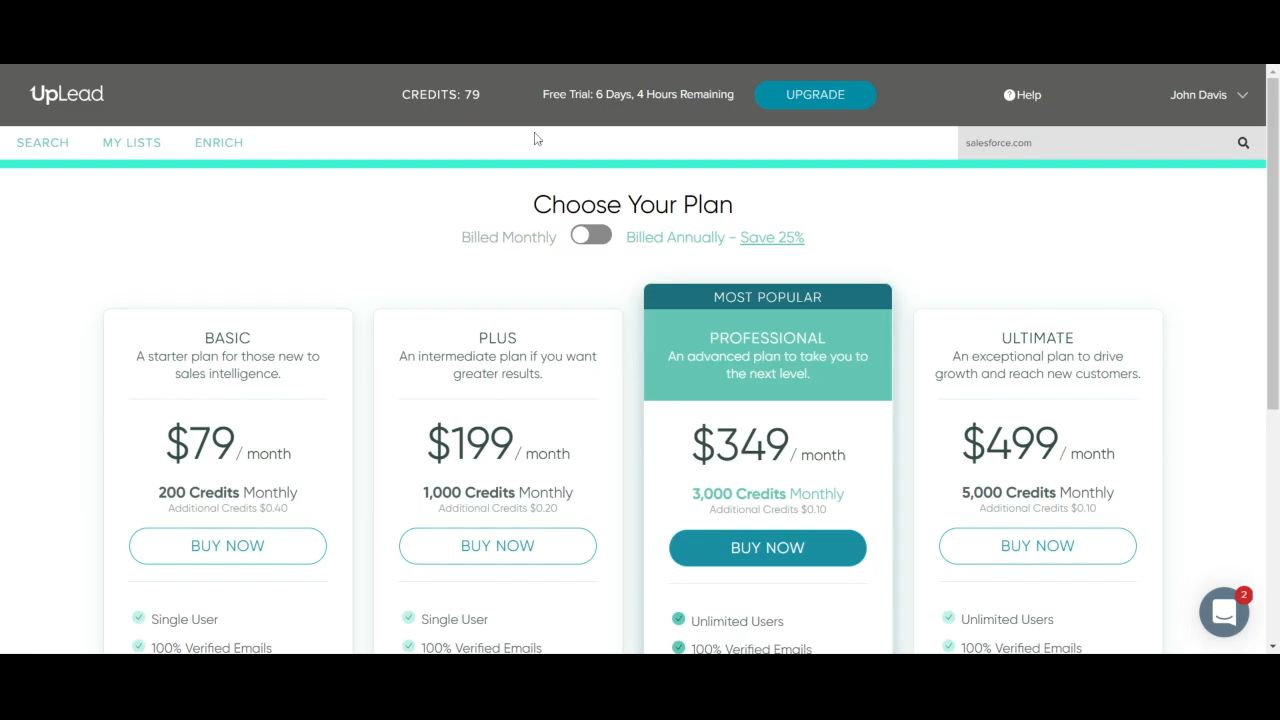 UpLead
CREDITS: 79
Free Trial: 6 Days, 4 Hours Remaining
UPGRADE
Help
John Davis
SEARCH
MY LISTS
ENRICH
salesforce.com
Choose Your Plan
Billed Monthly
Billed Annually - Save 25%
BASIC
A starter plan for those new to
sales intelligence.
$79 / month
200 Credits Monthly
Additional Credits $0.40
BUY NOW
Single User
100% Verified Emails
PLUS
An intermediate plan if you want
greater results.
$199 / month
1,000 Credits Monthly
Additional Credits $0.20
BUY NOW
Single User
100% Verified Emails
MOST POPULAR
PROFESSIONAL
An advanced plan to take you to
the next level.
$349 / month
3,000 Credits Monthly
Additional Credits $0.10
BUY NOW
Unlimited Users
100% Verified Emails
ULTIMATE
An exceptional plan to drive
growth and reach new customers.
$499 / month
5,000 Credits Monthly
Additional Credits $0.10
BUY NOW
Unlimited Users
100% Verified Emails
2